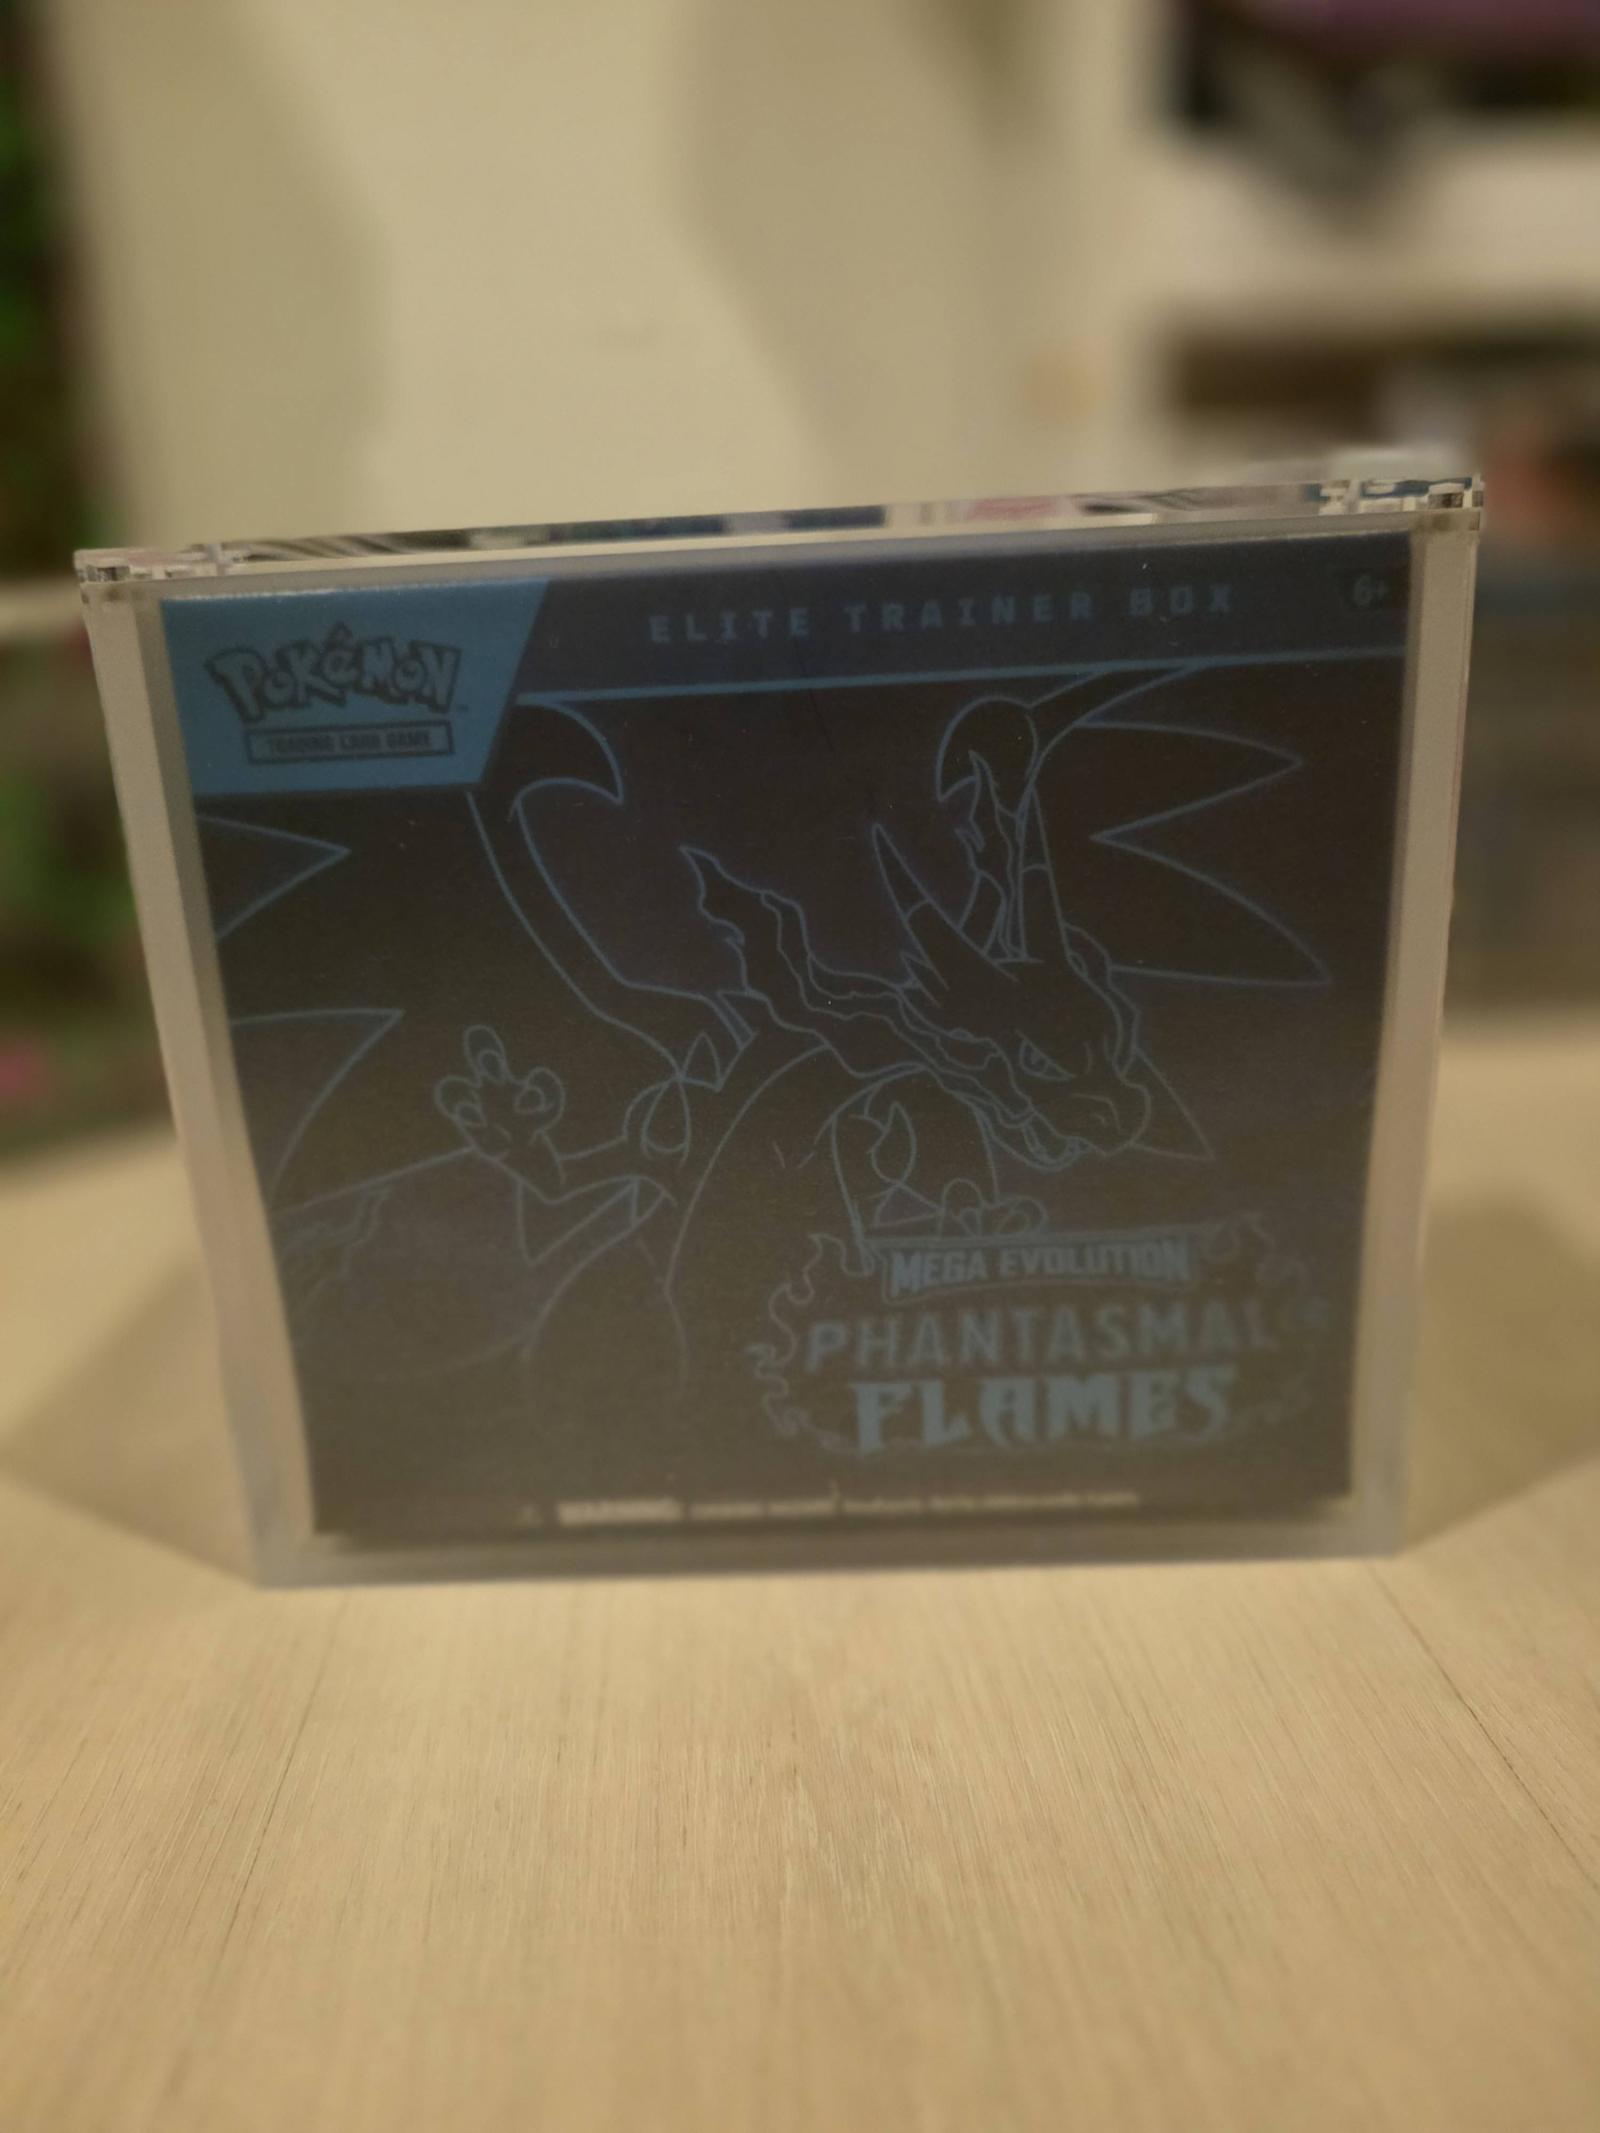 ELITE TRAINER BOX
6+
POKéMON
TRADING CARD GAME
MEGA EVOLUTION
PHANTASMAL
FLAMES
WARNING: